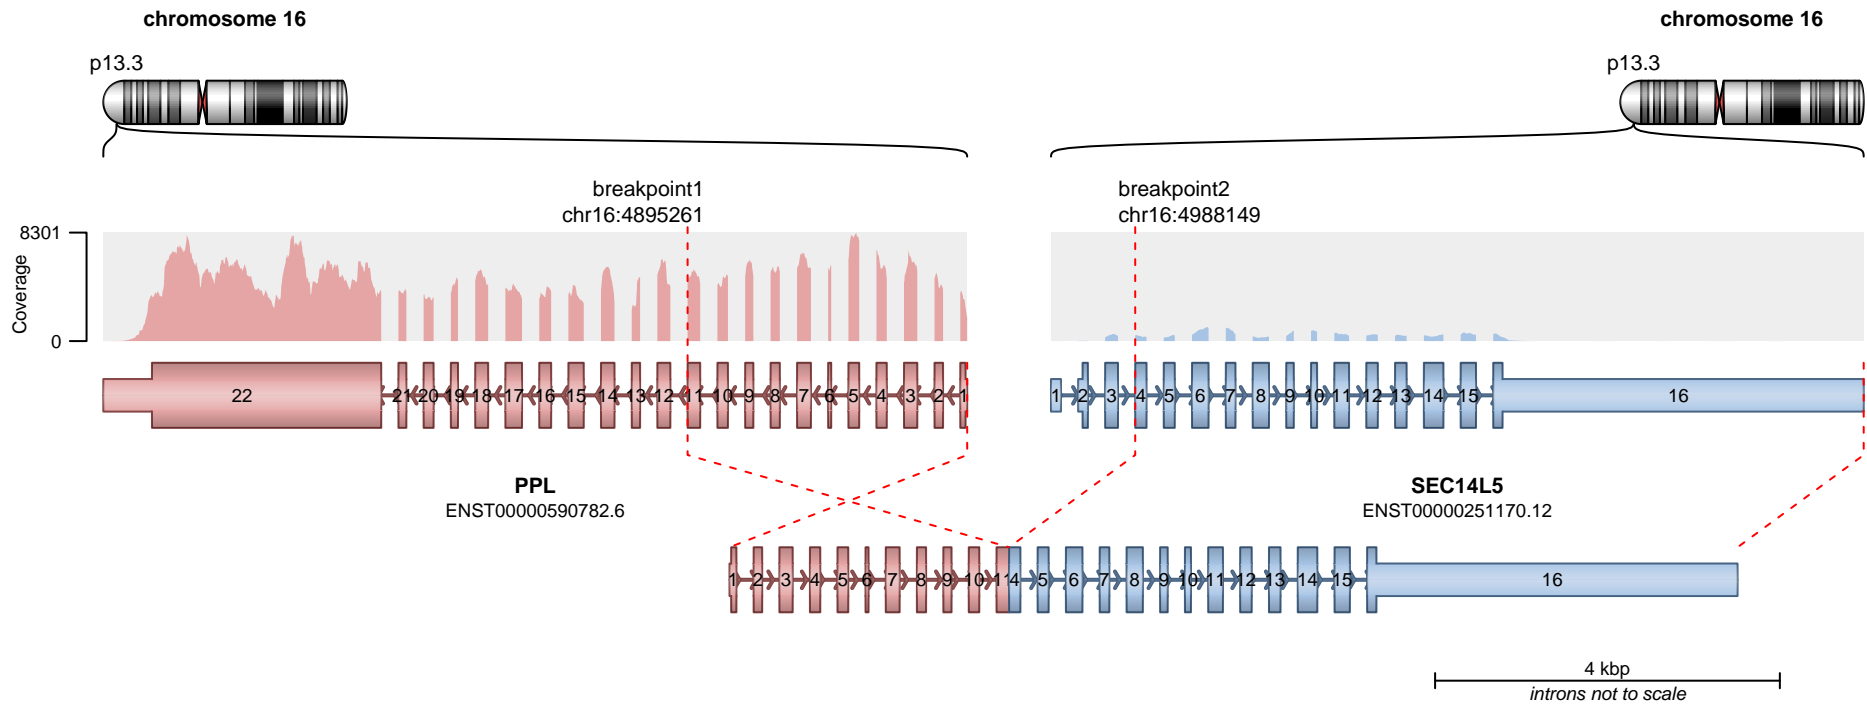 chromosome 16 chromosome 16
p13.3 p13.3
breakpoint1 breakpoint2
chr16:4895261 chr16:4988149
8301
Coverage
0
22 21 20 19 18 17 16 15 14 13 12 11 10 9 8 7 6 5 4 3 2 1 1 2 3 4 5 6 7 8 9 10 11 12 13 14 15 16
PPL SEC14L5
ENST00000590782.6 ENST00000251170.12
1 2 3 4 5 6 7 8 9 10 11 4 5 6 7 8 9 10 11 12 13 14 15 16
4 kbp
introns not to scale